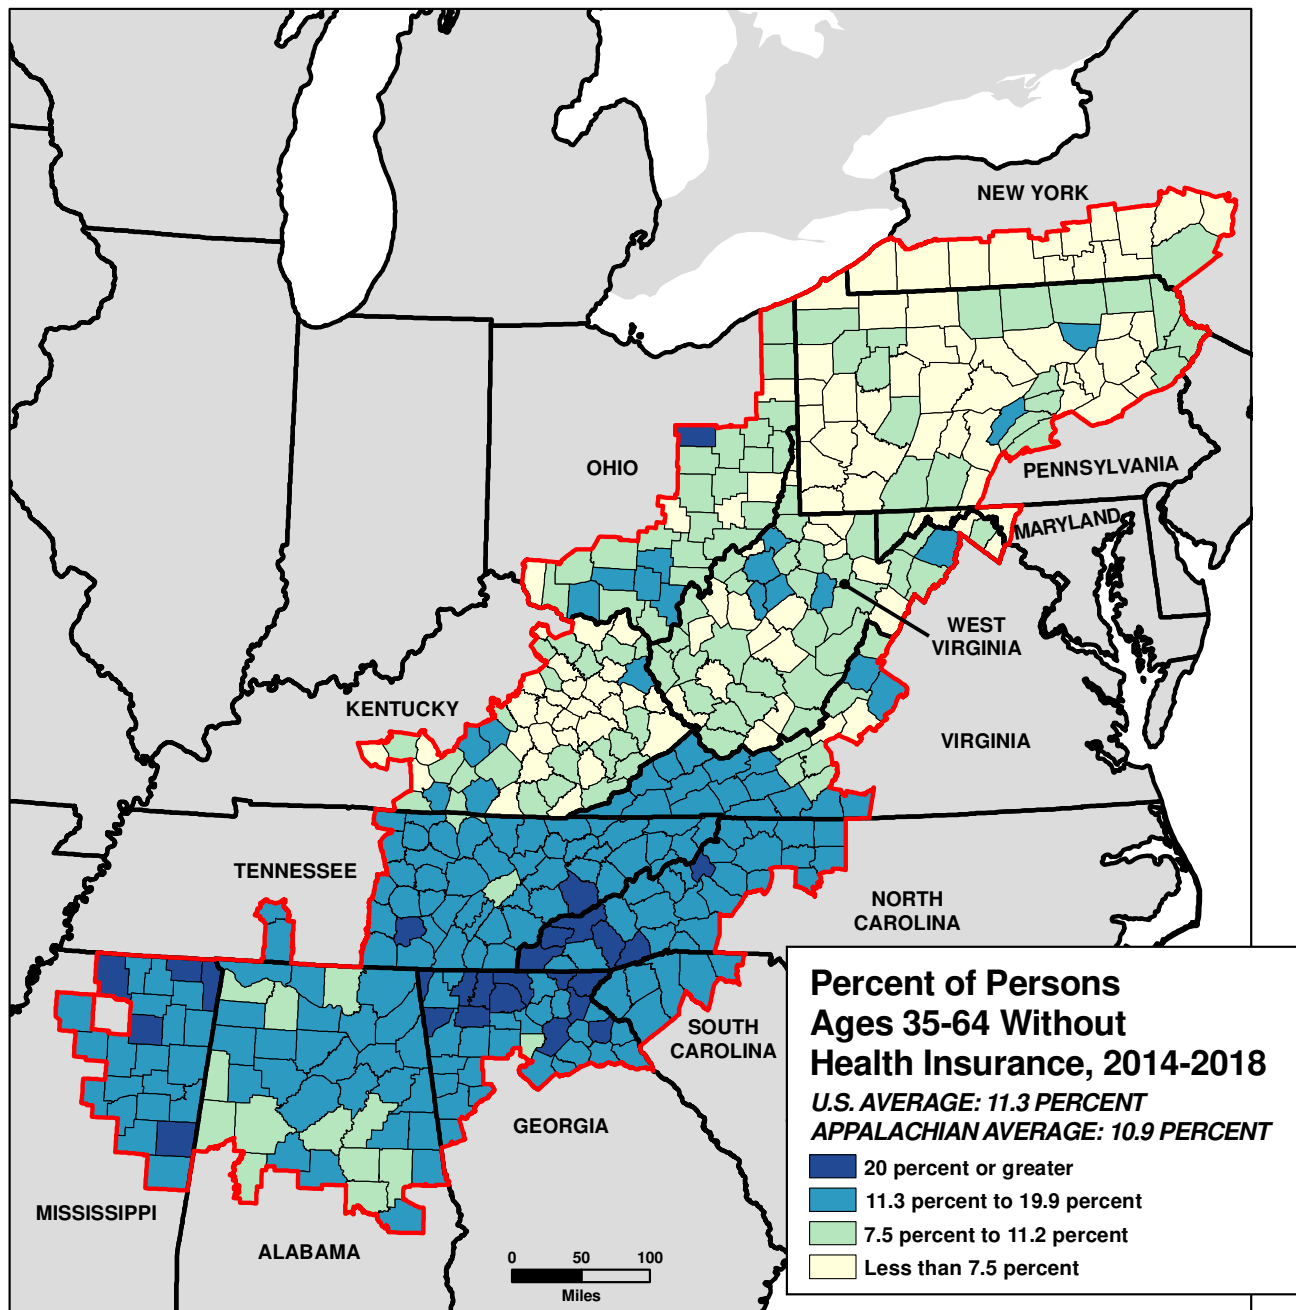 NEW YORK
OHIO
PENNSYLVANIA
MARYLAND
WEST
VIRGINIA
KENTUCKY
VIRGINIA
TENNESSEE
NORTH
CAROLINA
SOUTH
CAROLINA
GEORGIA
MISSISSIPPI
ALABAMA
0 50 100
Miles
Percent of Persons
Ages 35-64 Without
Health Insurance, 2014-2018
U.S. AVERAGE: 11.3 PERCENT
APPALACHIAN AVERAGE: 10.9 PERCENT
20 percent or greater
11.3 percent to 19.9 percent
7.5 percent to 11.2 percent
Less than 7.5 percent